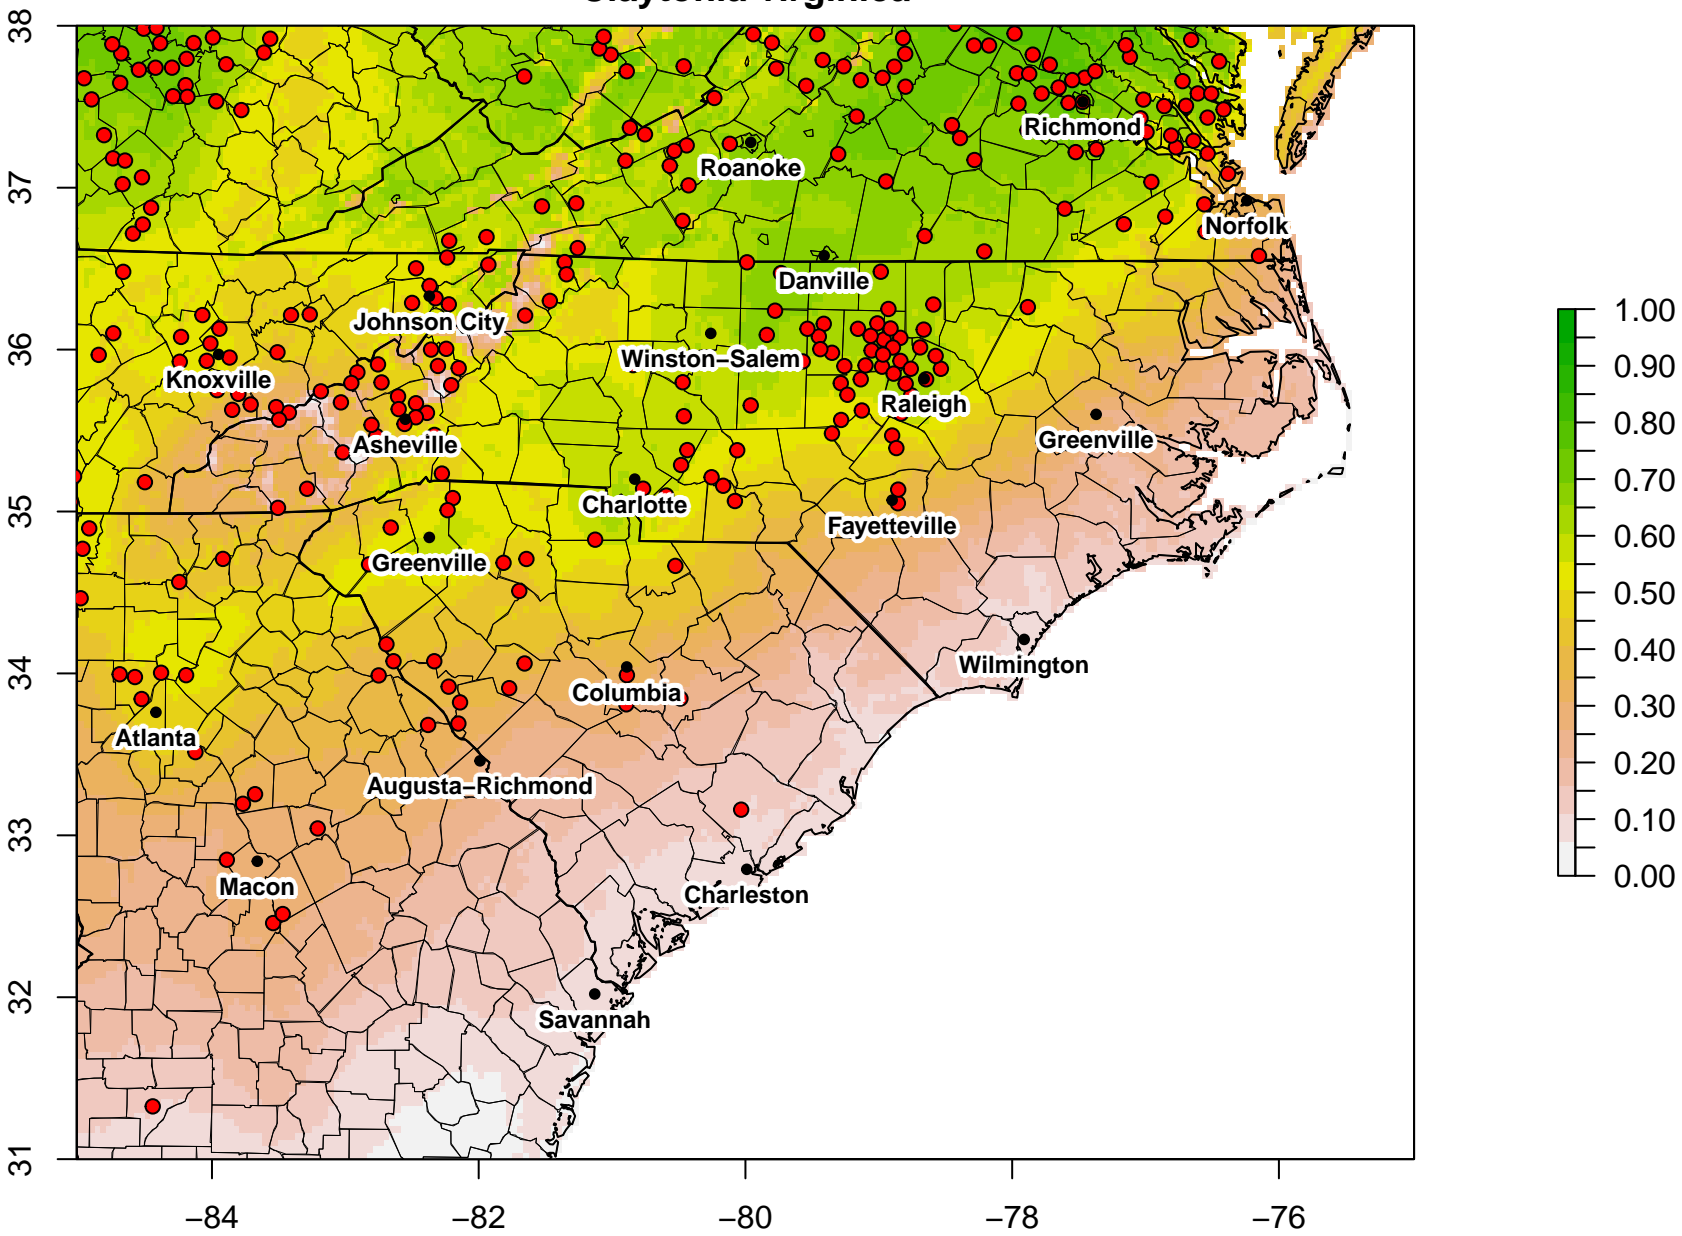 Claytonia virginica
38
37
36
35
34
33
32
31
Richmond
Roanoke
Norfolk
Danville
Johnson City
Winston–Salem
Knoxville
Raleigh
Asheville
Greenville
Charlotte
Fayetteville
Greenville
Wilmington
Columbia
Atlanta
Augusta–Richmond
Macon
Charleston
Savannah
−84 −82 −80 −78 −76
1.00
0.90
0.80
0.70
0.60
0.50
0.40
0.30
0.20
0.10
0.00